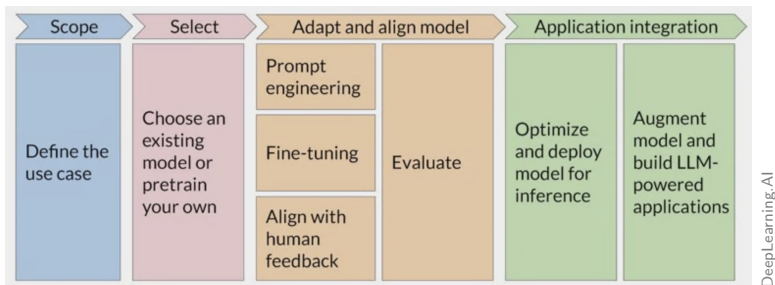 Scope
Select
Adapt and align model
Application integration
Define the
use case
Choose an
existing
model or
pretrain
your own
Prompt
engineering
Fine-tuning
Align with
human
feedback
Evaluate
Optimize
and deploy
model for
inference
Augment
model and
build LLM-
powered
applications
DeepLearning.AI